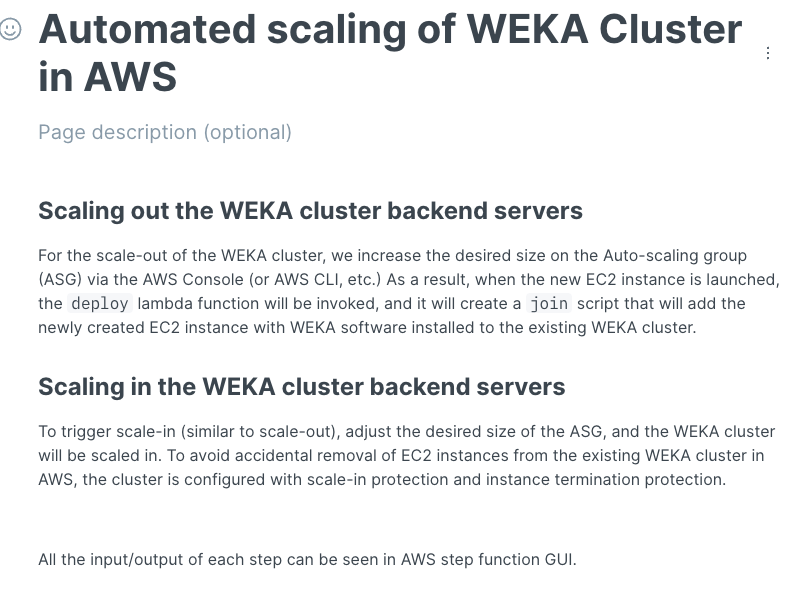 Automated scaling of WEKA Cluster
in AWS
Page description (optional)
Scaling out the WEKA cluster backend servers
For the scale-out of the WEKA cluster, we increase the desired size on the Auto-scaling group
(ASG) via the AWS Console (or AWS CLI, etc.) As a result, when the new EC2 instance is launched,
the deploy lambda function will be invoked, and it will create a join script that will add the
newly created EC2 instance with WEKA software installed to the existing WEKA cluster.
Scaling in the WEKA cluster backend servers
To trigger scale-in (similar to scale-out), adjust the desired size of the ASG, and the WEKA cluster
will be scaled in. To avoid accidental removal of EC2 instances from the existing WEKA cluster in
AWS, the cluster is configured with scale-in protection and instance termination protection.
All the input/output of each step can be seen in AWS step function GUI.